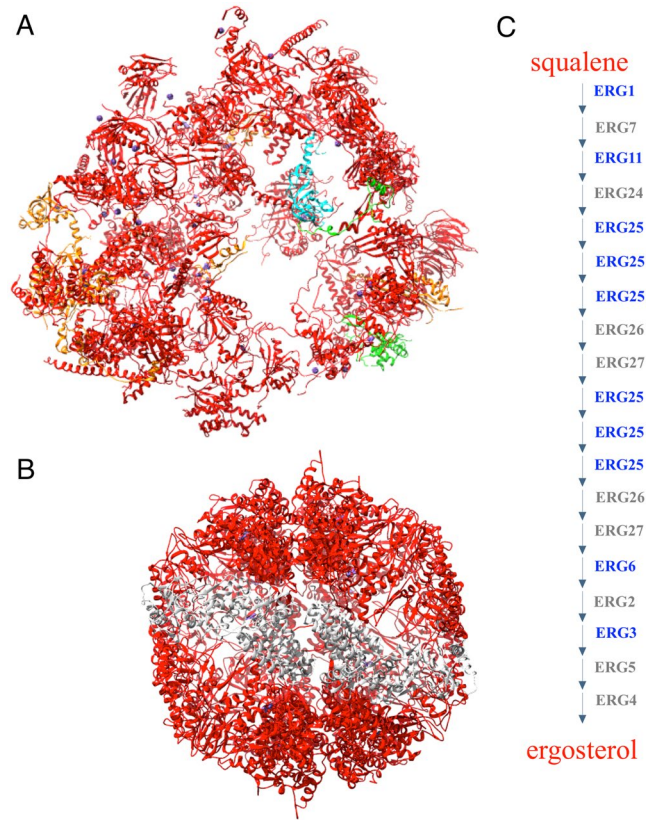 A
B
C
squalene
ERG1
ERG7
ERG11
ERG24
ERG25
ERG25
ERG25
ERG26
ERG27
ERG25
ERG25
ERG25
ERG26
ERG27
ERG6
ERG2
ERG3
ERG5
ERG4
ergosterol